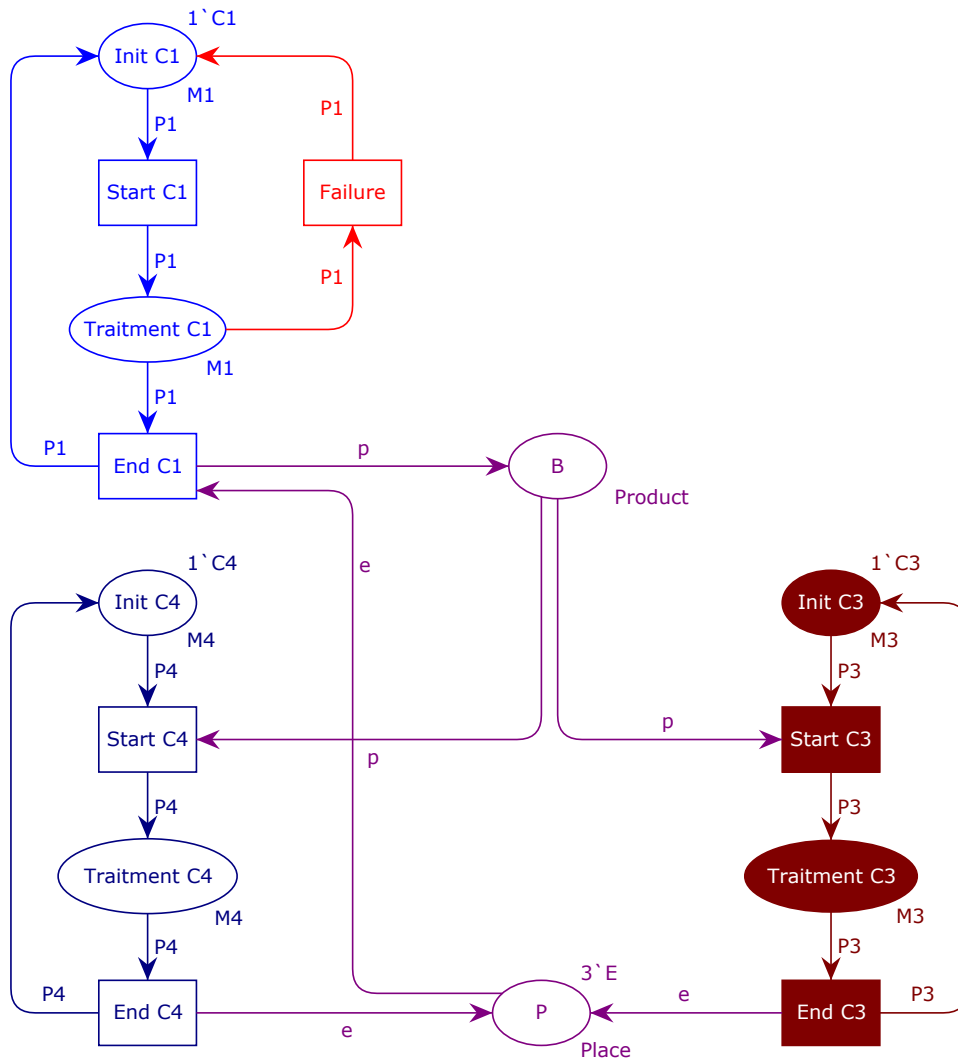 1`C1
Init C1
M1
P1
P1
Start C1
Failure
P1
P1
Traitment C1
M1
P1
P1
End C1
p
B
Product
e
1`C4
Init C4
M4
P4
1`C3
Init C3
M3
P3
Start C4
p
p
Start C3
P4
P3
Traitment C4
M4
Traitment C3
M3
P4
P3
P4
End C4
e
3`E
P
Place
e
End C3
P3